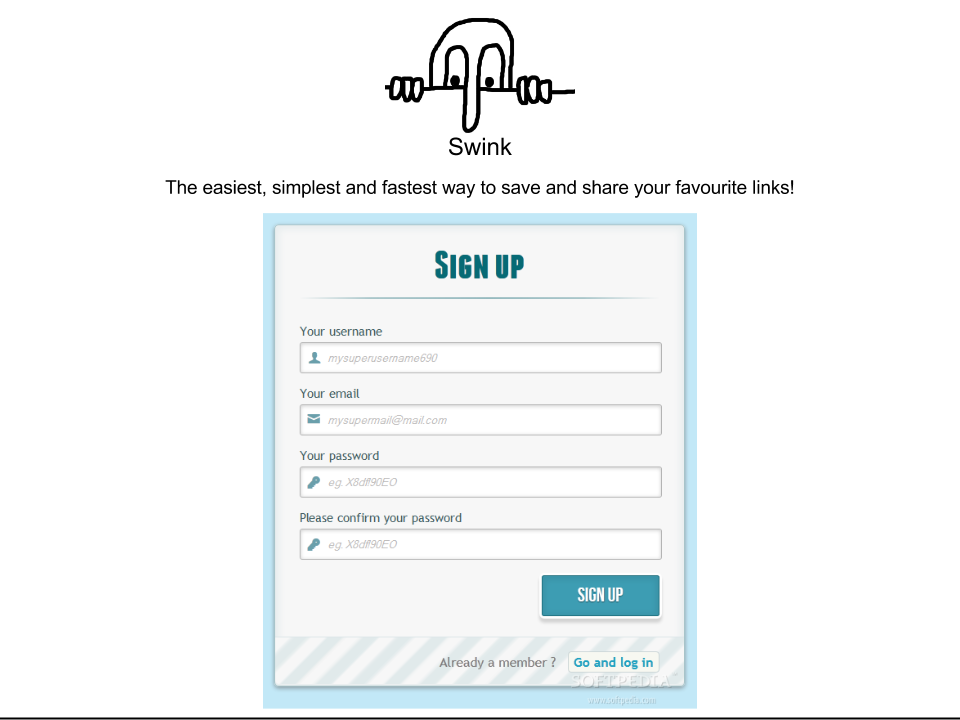 Swink
The easiest, simplest and fastest way to save and share your favourite links!
SIGN UP
Your username
mysuperusername690
Your email
mysupermail@mail.com
Your password
eg. X8df!90EO
Please confirm your password
eg. X8df!90EO
SIGN UP
Already a member ? Go and log in
SOFTPEDIA
www.softpedia.com